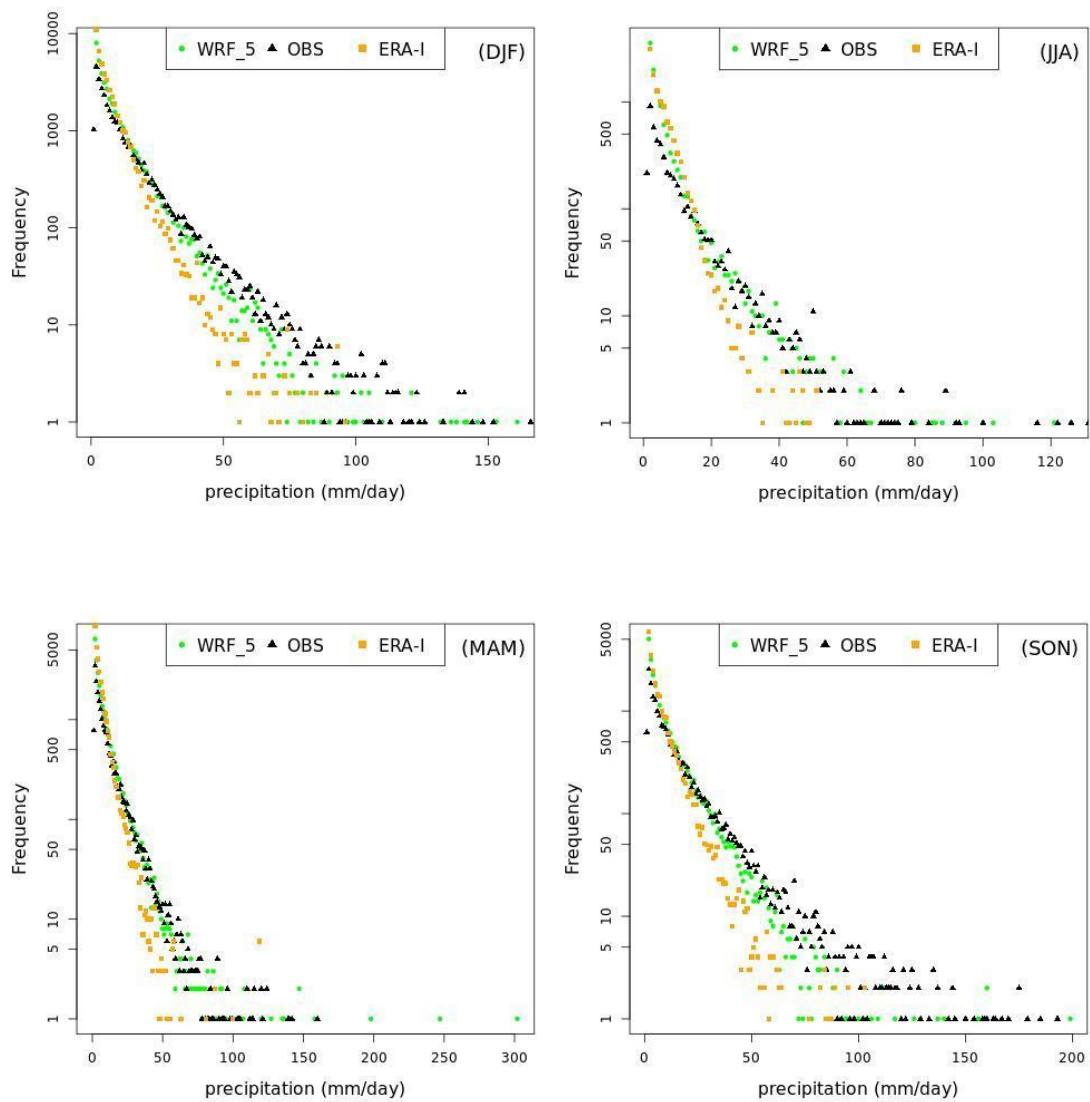 WRF_5 OBS ERA-I (DJF)
Frequency
1 10 100 1000 10000
0 50 100 150
precipitation (mm/day)
WRF_5 OBS ERA-I (JJA)
Frequency
1 5 10 50 500
0 20 40 60 80 100 120
precipitation (mm/day)
WRF_5 OBS ERA-I (MAM)
Frequency
1 5 10 50 500 5000
0 50 100 150 200 250 300
precipitation (mm/day)
WRF_5 OBS ERA-I (SON)
Frequency
1 5 10 50 500 5000
0 50 100 150 200
precipitation (mm/day)